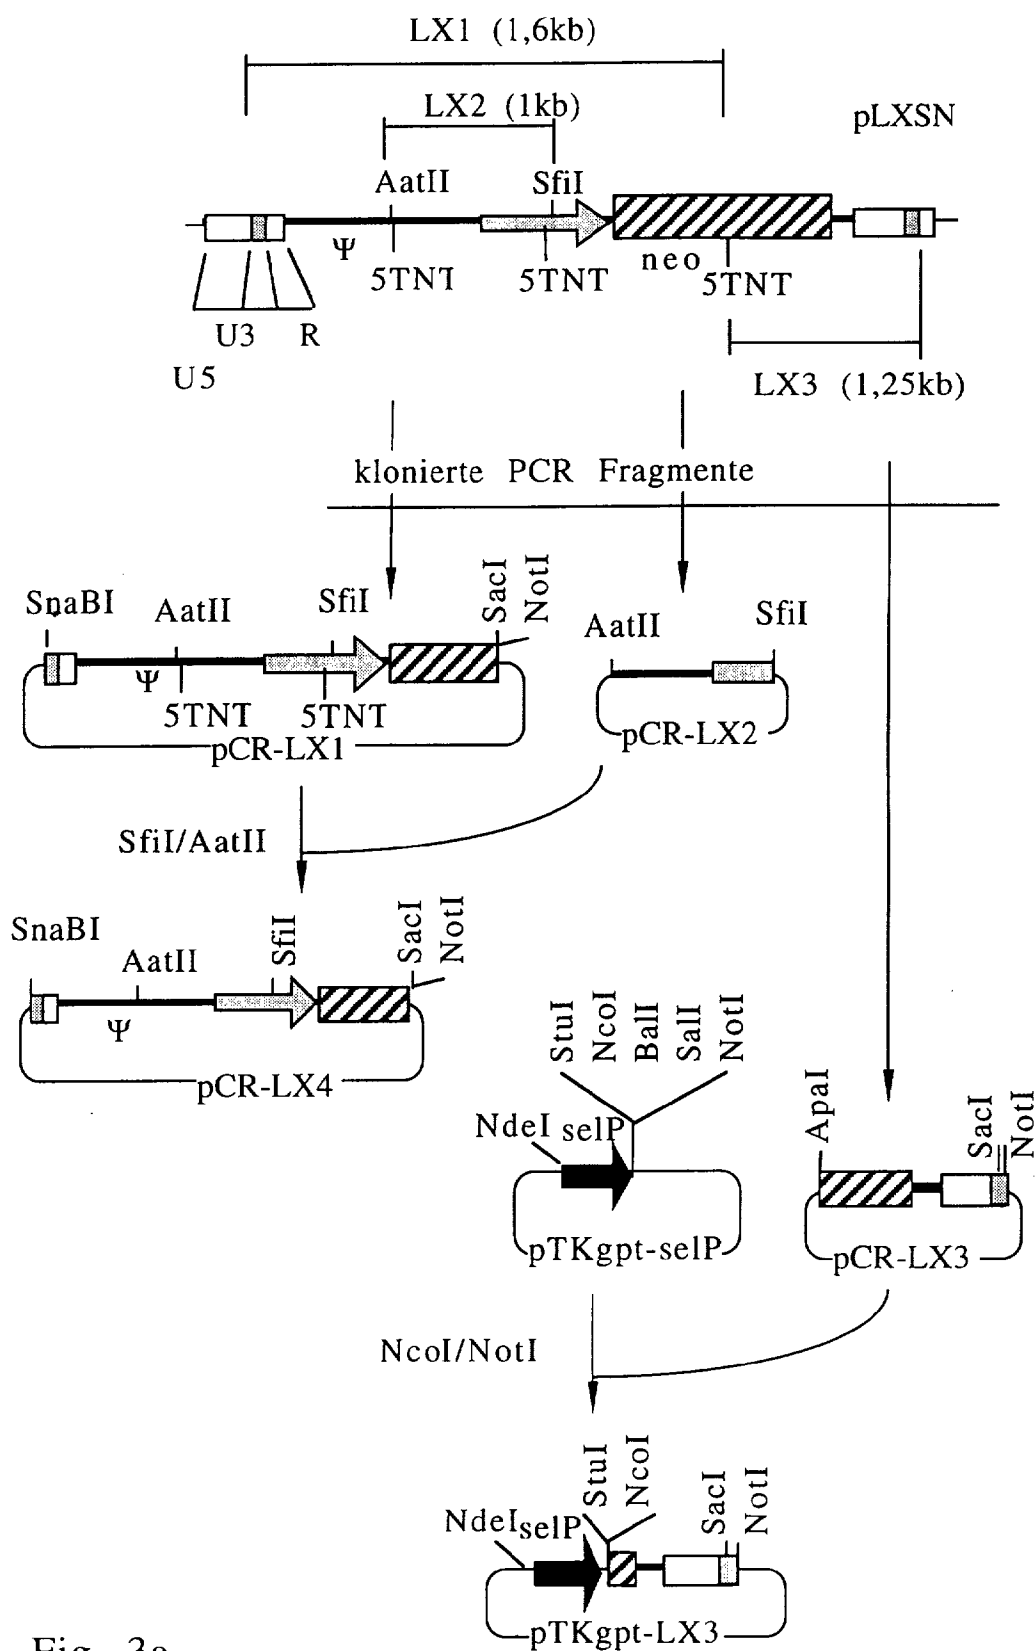 LX1 (1,6kb)
LX2 (1kb)
pLXSN
AatII
SfiI
Ψ
5TNT
5TNT
neo
5TNT
U3
R
U5
LX3 (1,25kb)
klonierte PCR Fragmente
SnaBI
AatII
SfiI
SacI
NotI
Ψ
5TNT
5TNT
pCR-LX1
AatII
SfiI
pCR-LX2
SfiI/AatII
SnaBI
AatII
SfiI
SacI
NotI
Ψ
pCR-LX4
StuI
NcoI
BalI
SalI
NotI
NdeI
selP
pTKgpt-selP
ApaI
SacI
NotI
pCR-LX3
NcoI/NotI
StuI
NcoI
SacI
NotI
NdeI
selP
pTKgpt-LX3